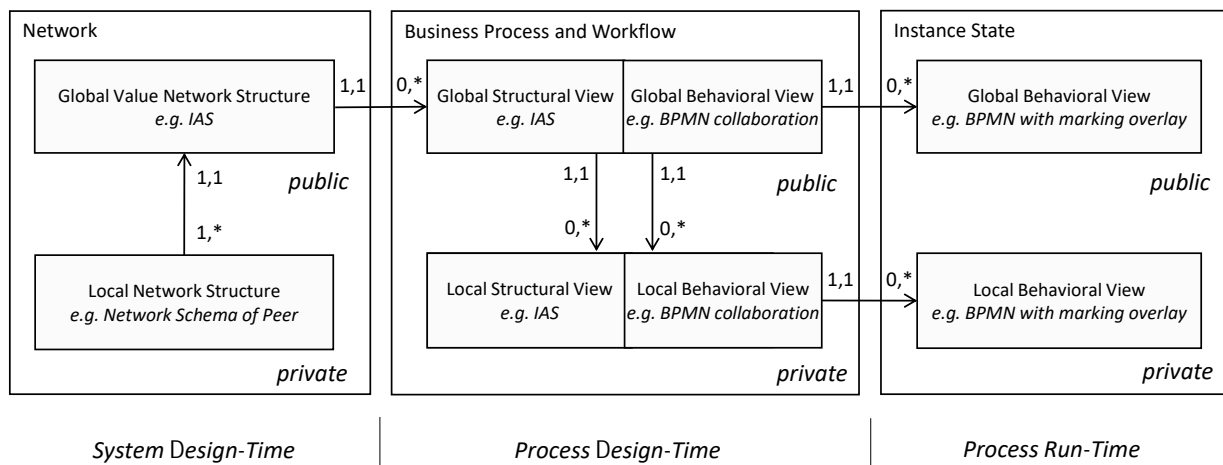 Network
Global Value Network Structure
e.g. IAS
public
1,1
1,*
Local Network Structure
e.g. Network Schema of Peer
private
1,1
0,*
Business Process and Workflow
Global Structural View
e.g. IAS
Global Behavioral View
e.g. BPMN collaboration
public
1,1
1,1
0,*
0,*
Local Structural View
e.g. IAS
Local Behavioral View
e.g. BPMN collaboration
private
1,1
0,*
1,1
0,*
Instance State
Global Behavioral View
e.g. BPMN with marking overlay
public
Local Behavioral View
e.g. BPMN with marking overlay
private
System Design-Time
Process Design-Time
Process Run-Time